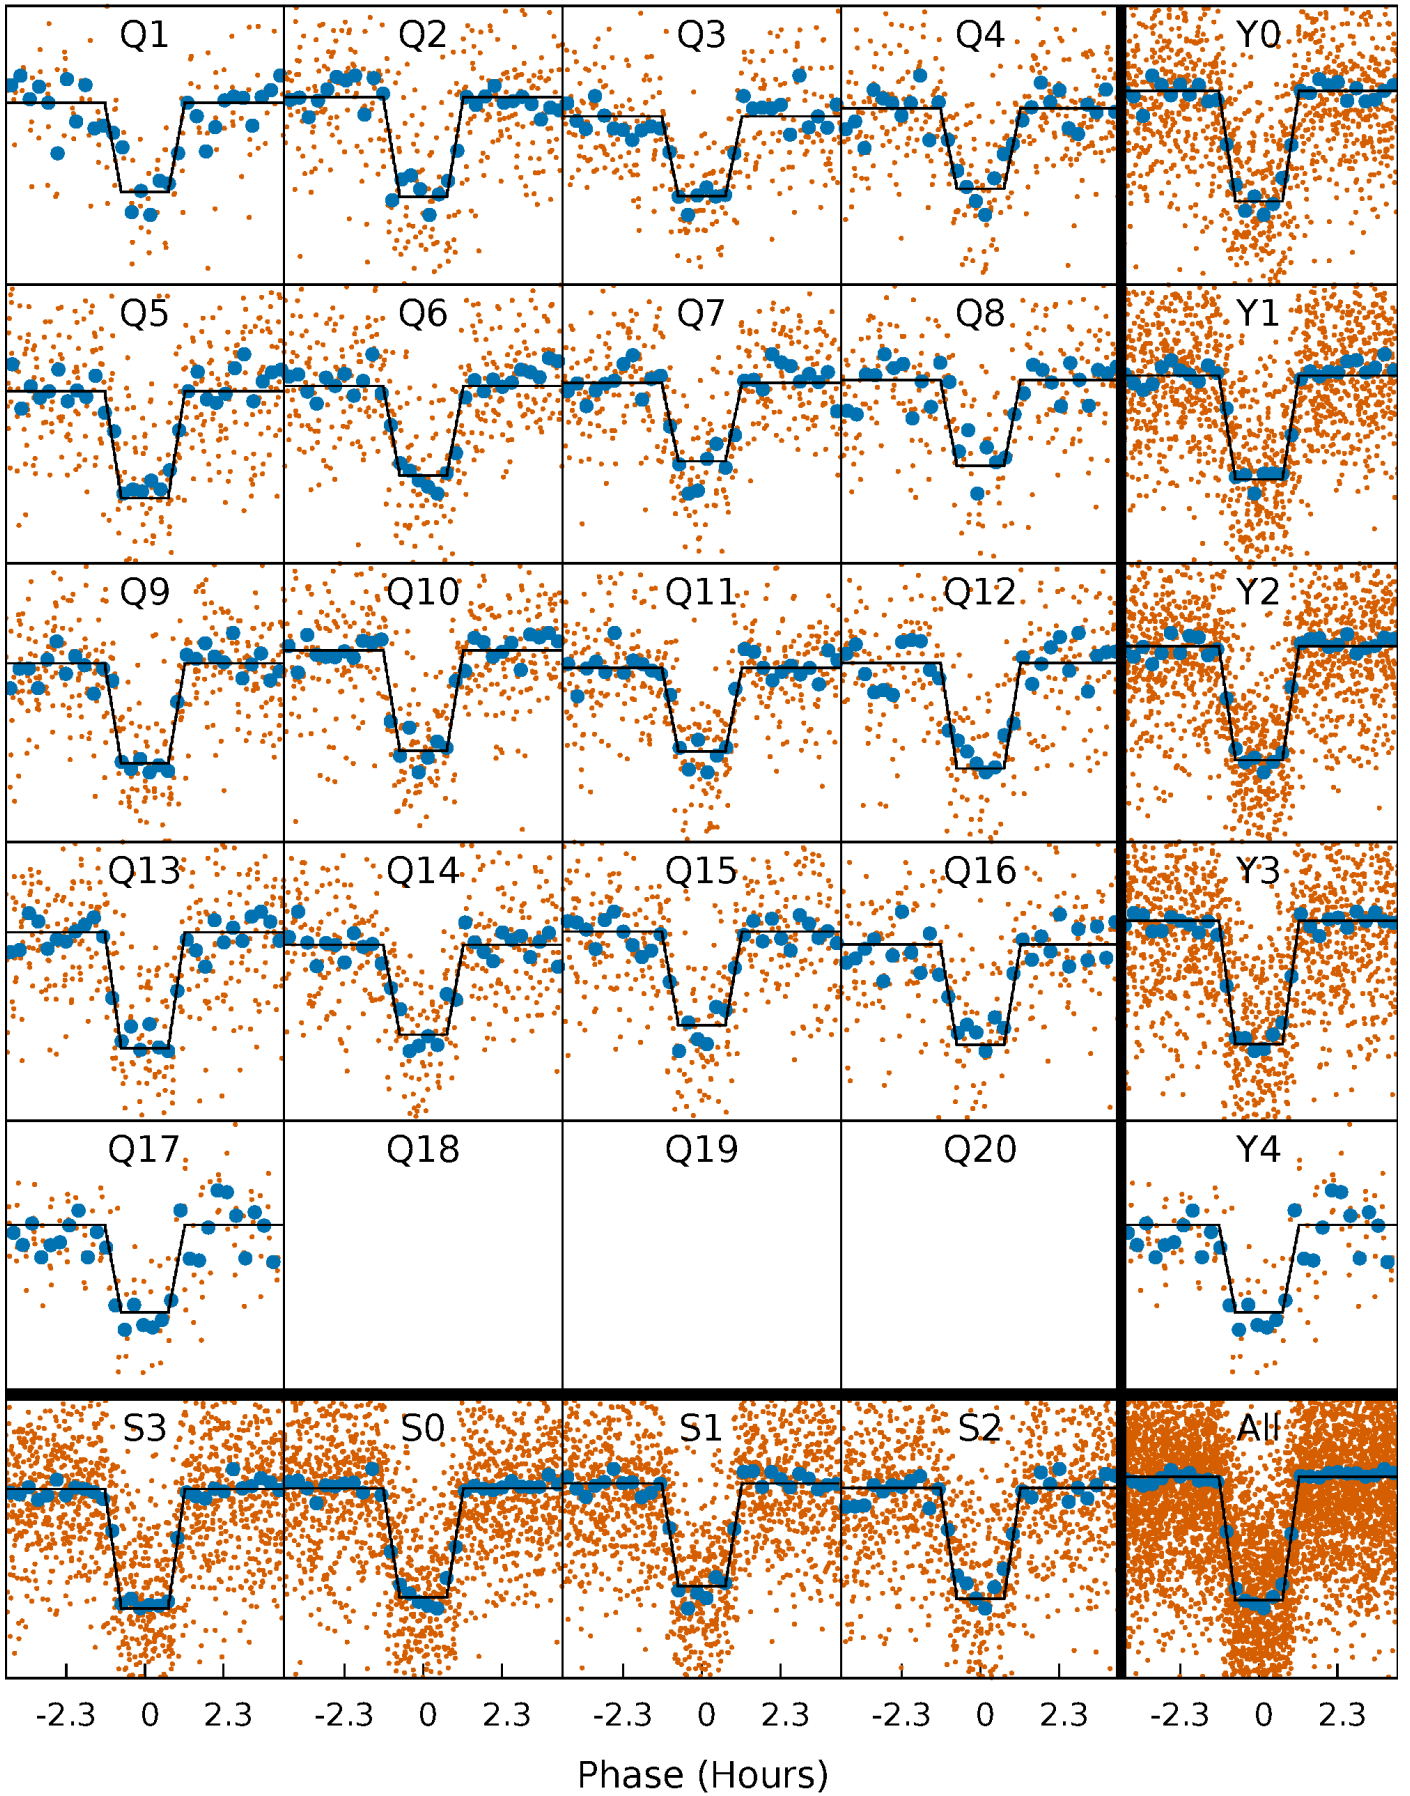 Q1 Q2 Q3 Q4 Y0
Q5 Q6 Q7 Q8 Y1
Q9 Q10 Q11 Q12 Y2
Q13 Q14 Q15 Q16 Y3
Q17 Q18 Q19 Q20 Y4
S3 S0 S1 S2 All
-2.3 0 2.3 -2.3 0 2.3 -2.3 0 2.3 -2.3 0 2.3 -2.3 0 2.3
Phase (Hours)